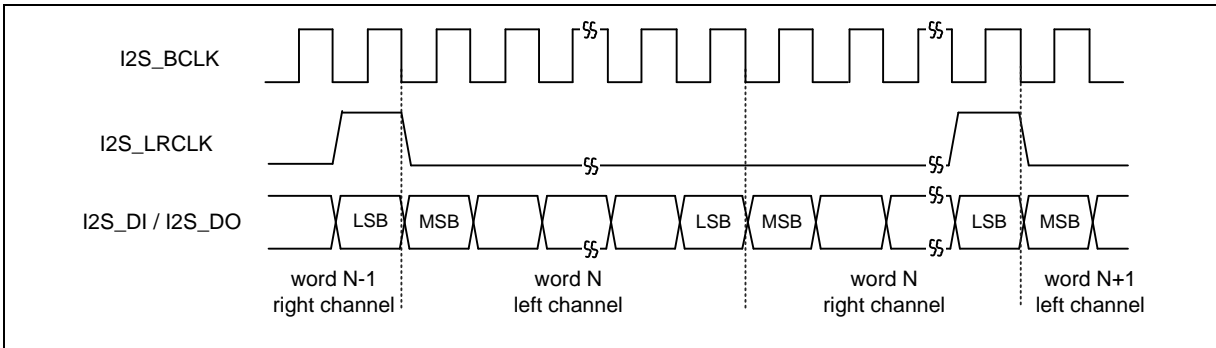 I2S_BCLK
I2S_LRCLK
I2S_DI / I2S_DO
LSB MSB LSB MSB LSB MSB
word N-1 word N word N word N+1
right channel left channel right channel left channel